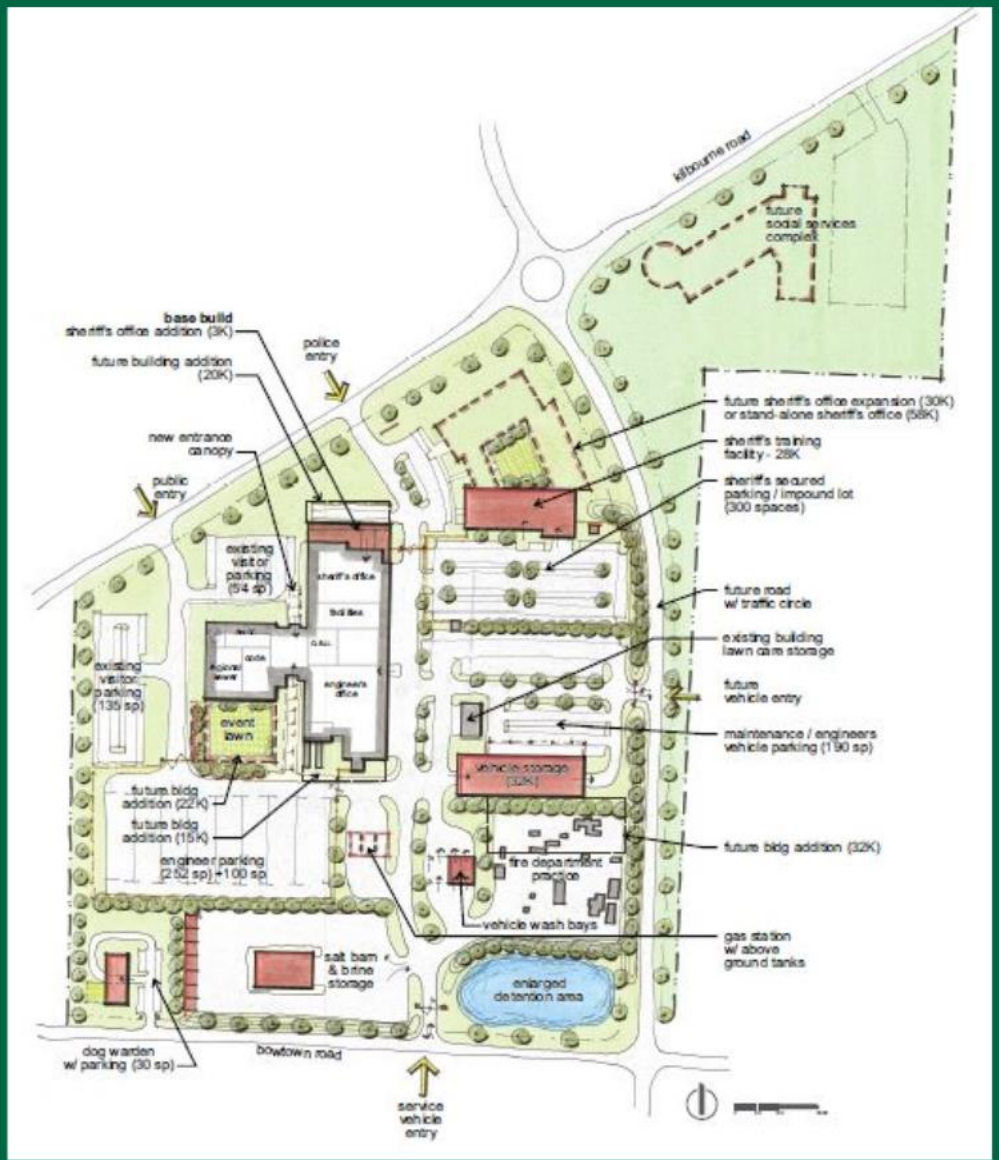 kilbourne road
future
social services
complex
base build
sheriff's office addition (3K)
future building addition
(20K)
police
entry
new entrance
canopy
public
entry
future sheriff's office expansion (30K)
or stand-alone sheriff's office (58K)
sheriff's training
facility - 28K
sheriff's secured
parking / impound lot
(300 spaces)
existing
visitor
parking
(54 sp)
sheriff's office
facilities
code
engineer's
office
existing
visitor
parking
(135 sp)
event
lawn
future road
w/ traffic circle
existing building
lawn care storage
future
vehicle entry
maintenance / engineers
vehicle parking (190 sp)
vehicle storage
(32K)
future bldg
addition (22K)
future bldg
addition (15K)
engineer parking
(252 sp) +100 sp
fire department
practice
future bldg addition (32K)
vehicle wash bays
gas station
w/ above
ground tanks
salt barn
& brine
storage
enlarged
detention area
dog warden
w/ parking (30 sp)
bowtown road
service
vehicle
entry